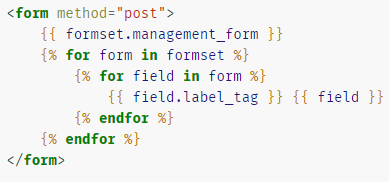 <form method="post">
    {{ formset.management_form }}
    {% for form in formset %}
        {% for field in form %}
            {{ field.label_tag }} {{ field }}
        {% endfor %}
    {% endfor %}
</form>